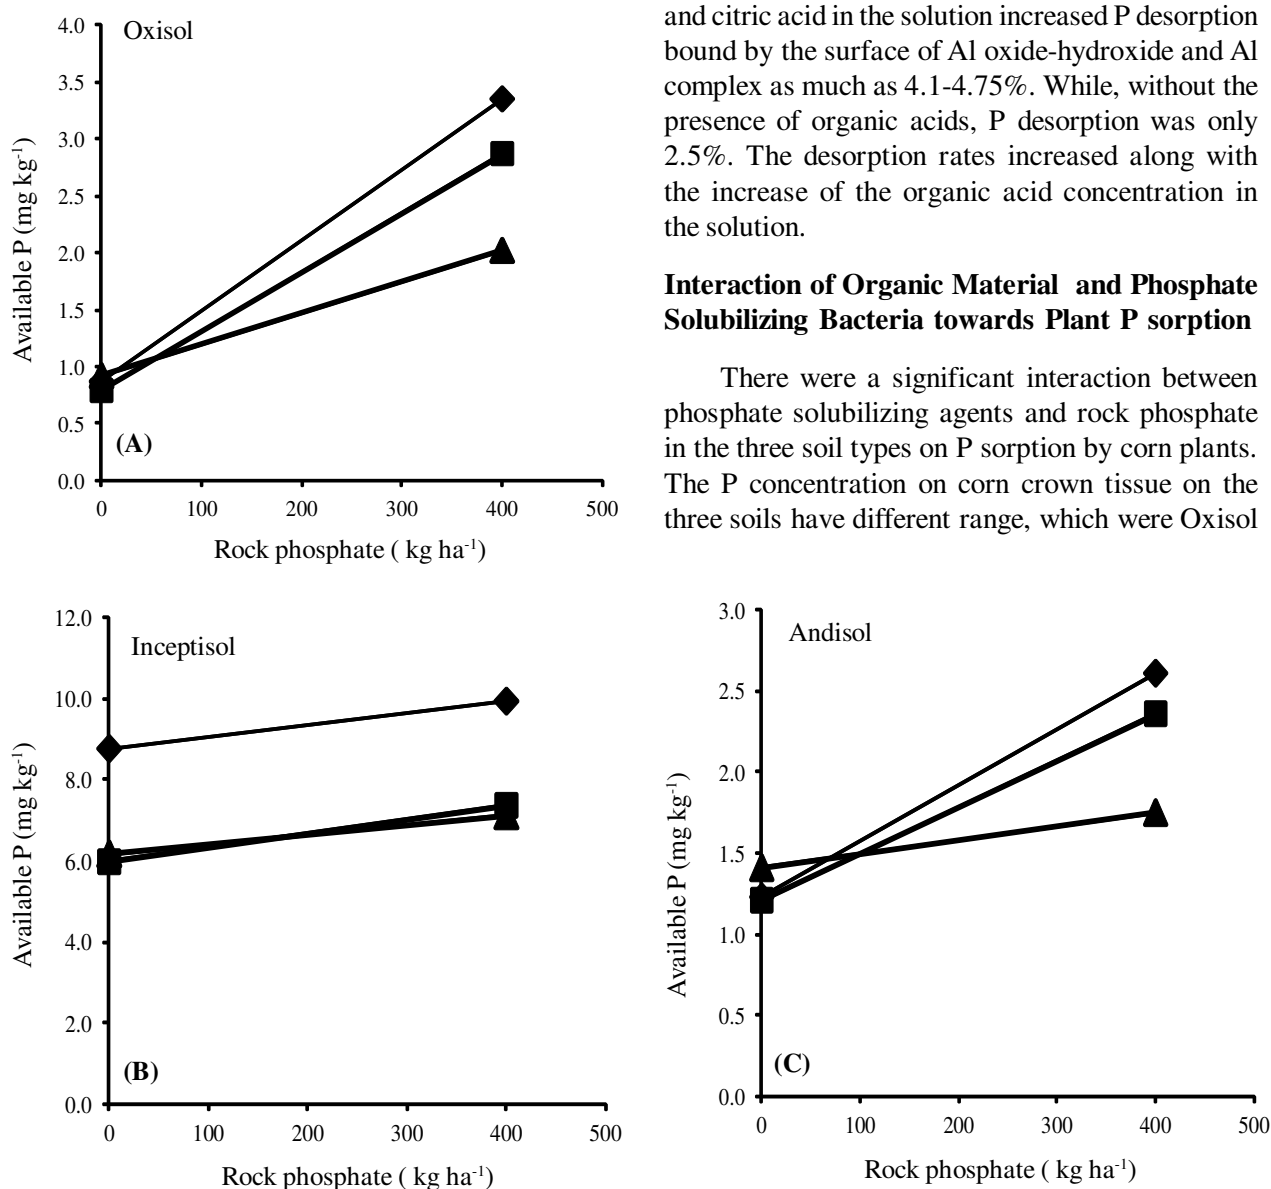 4.0
3.5
3.0
2.5
2.0
1.5
1.0
0.5
0.0
Available P (mg kg-1)
Oxisol
(A)
0 100 200 300 400 500
Rock phosphate ( kg ha-1)
and citric acid in the solution increased P desorption
bound by the surface of Al oxide-hydroxide and Al
complex as much as 4.1-4.75%. While, without the
presence of organic acids, P desorption was only
2.5%. The desorption rates increased along with
the increase of the organic acid concentration in
the solution.
Interaction of Organic Material and Phosphate
Solubilizing Bacteria towards Plant P sorption
There were a significant interaction between
phosphate solubilizing agents and rock phosphate
in the three soil types on P sorption by corn plants.
The P concentration on corn crown tissue on the
three soils have different range, which were Oxisol
12.0
10.0
8.0
6.0
4.0
2.0
0.0
Available P (mg kg-1)
Inceptisol
(B)
0 100 200 300 400 500
Rock phosphate ( kg ha-1)
3.0
2.5
2.0
1.5
1.0
0.5
0.0
Available P (mg kg-1)
Andisol
(C)
0 100 200 300 400 500
Rock phosphate ( kg ha-1)